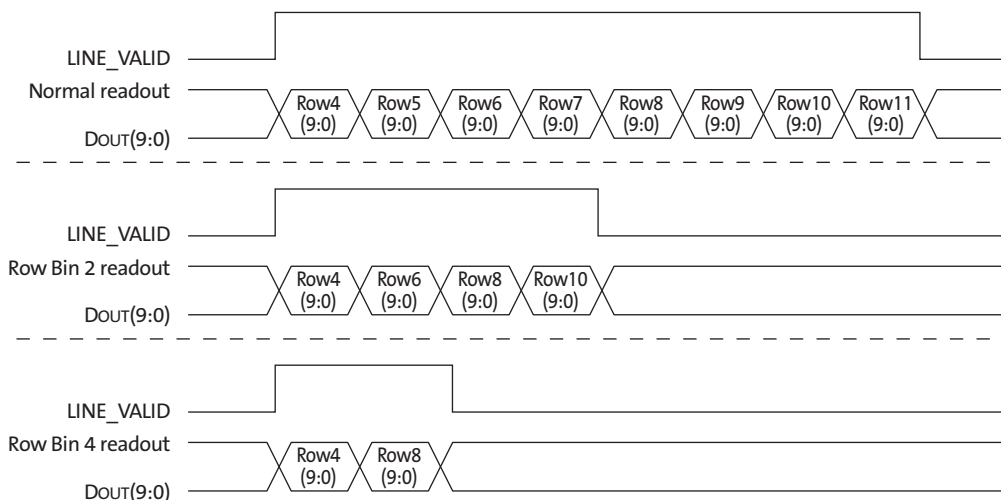 LINE_VALID
Normal readout
Row4 Row5 Row6 Row7 Row8 Row9 Row10 Row11
(9:0) (9:0) (9:0) (9:0) (9:0) (9:0) (9:0) (9:0)
DOUT(9:0)
LINE_VALID
Row Bin 2 readout
Row4 Row6 Row8 Row10
(9:0) (9:0) (9:0) (9:0)
DOUT(9:0)
LINE_VALID
Row Bin 4 readout
Row4 Row8
(9:0) (9:0)
DOUT(9:0)